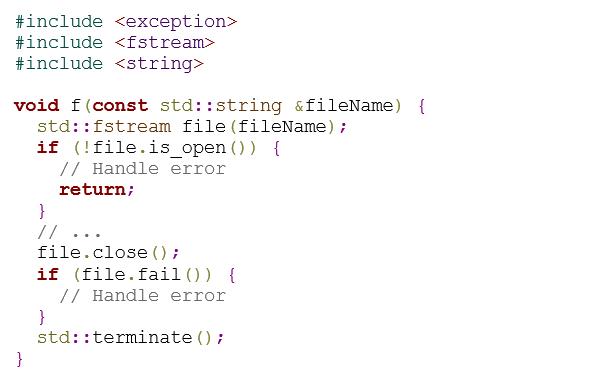 #include <exception>
#include <fstream>
#include <string>

void f(const std::string &fileName) {
  std::fstream file(fileName);
  if (!file.is_open()) {
    // Handle error
    return;
  }
  // ...
  file.close();
  if (file.fail()) {
    // Handle error
  }
  std::terminate();
}